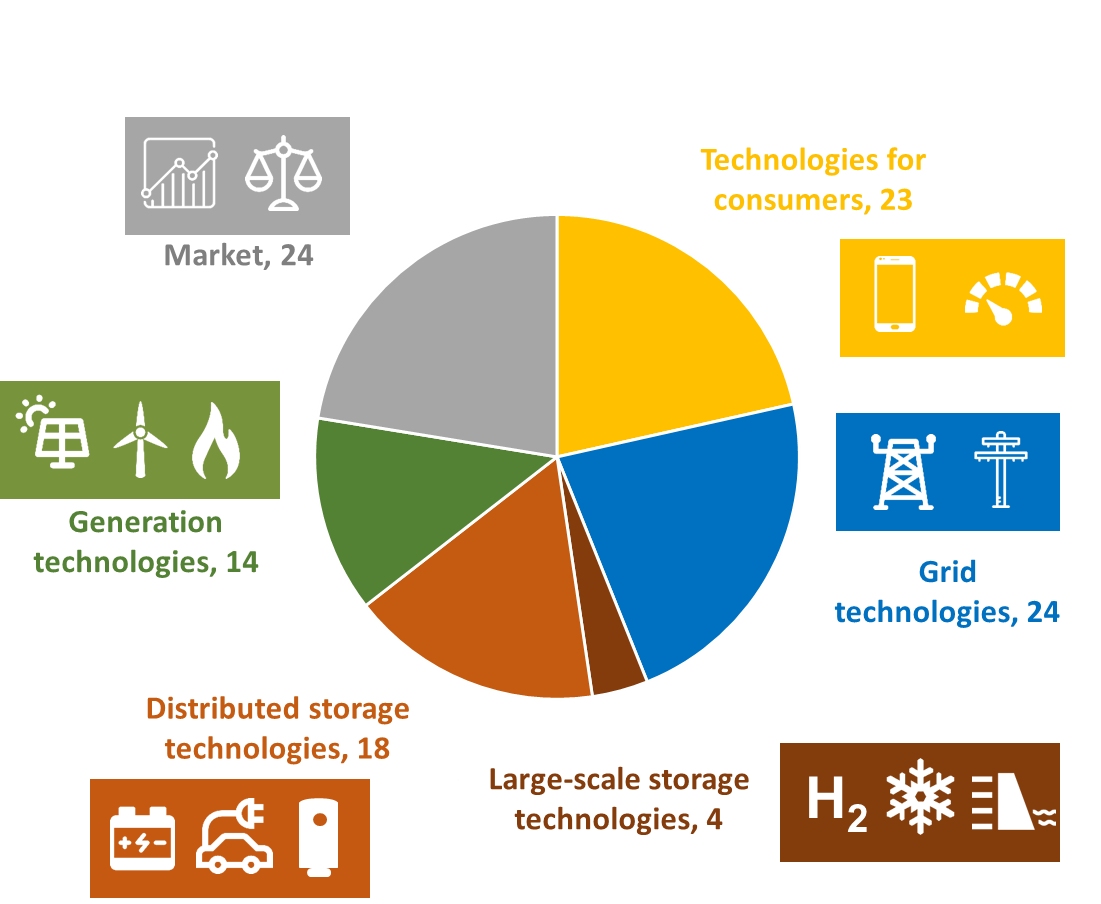 Technologies for
consumers, 23
Market, 24
Generation
technologies, 14
Grid
technologies, 24
Distributed storage
technologies, 18
Large-scale storage
technologies, 4
H2